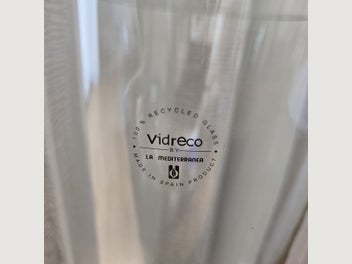 100% RECYCLED GLASS
vidreco
BY
LA MEDITERRANEA
MADE IN SPAIN PRODUCT